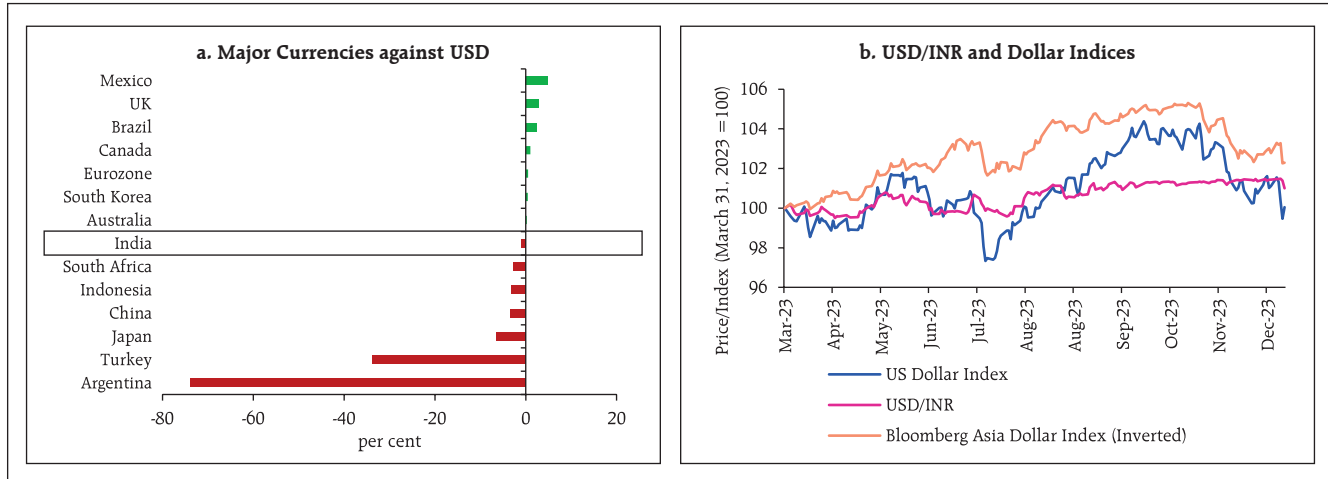 a. Major Currencies against USD
Mexico
UK
Brazil
Canada
Eurozone
South Korea
Australia
India
South Africa
Indonesia
China
Japan
Turkey
Argentina
-80 -60 -40 -20 0 20
per cent
b. USD/INR and Dollar Indices
Price/Index (March 31. 2023 =100)
106
104
102
100
98
96
Mar-23 Apr-23 May-23 Jun-23 Jul-23 Aug-23 Aug-23 Sep-23 Oct-23 Nov-23 Dec-23
US Dollar Index
USD/INR
Bloomberg Asia Dollar Index (Inverted)